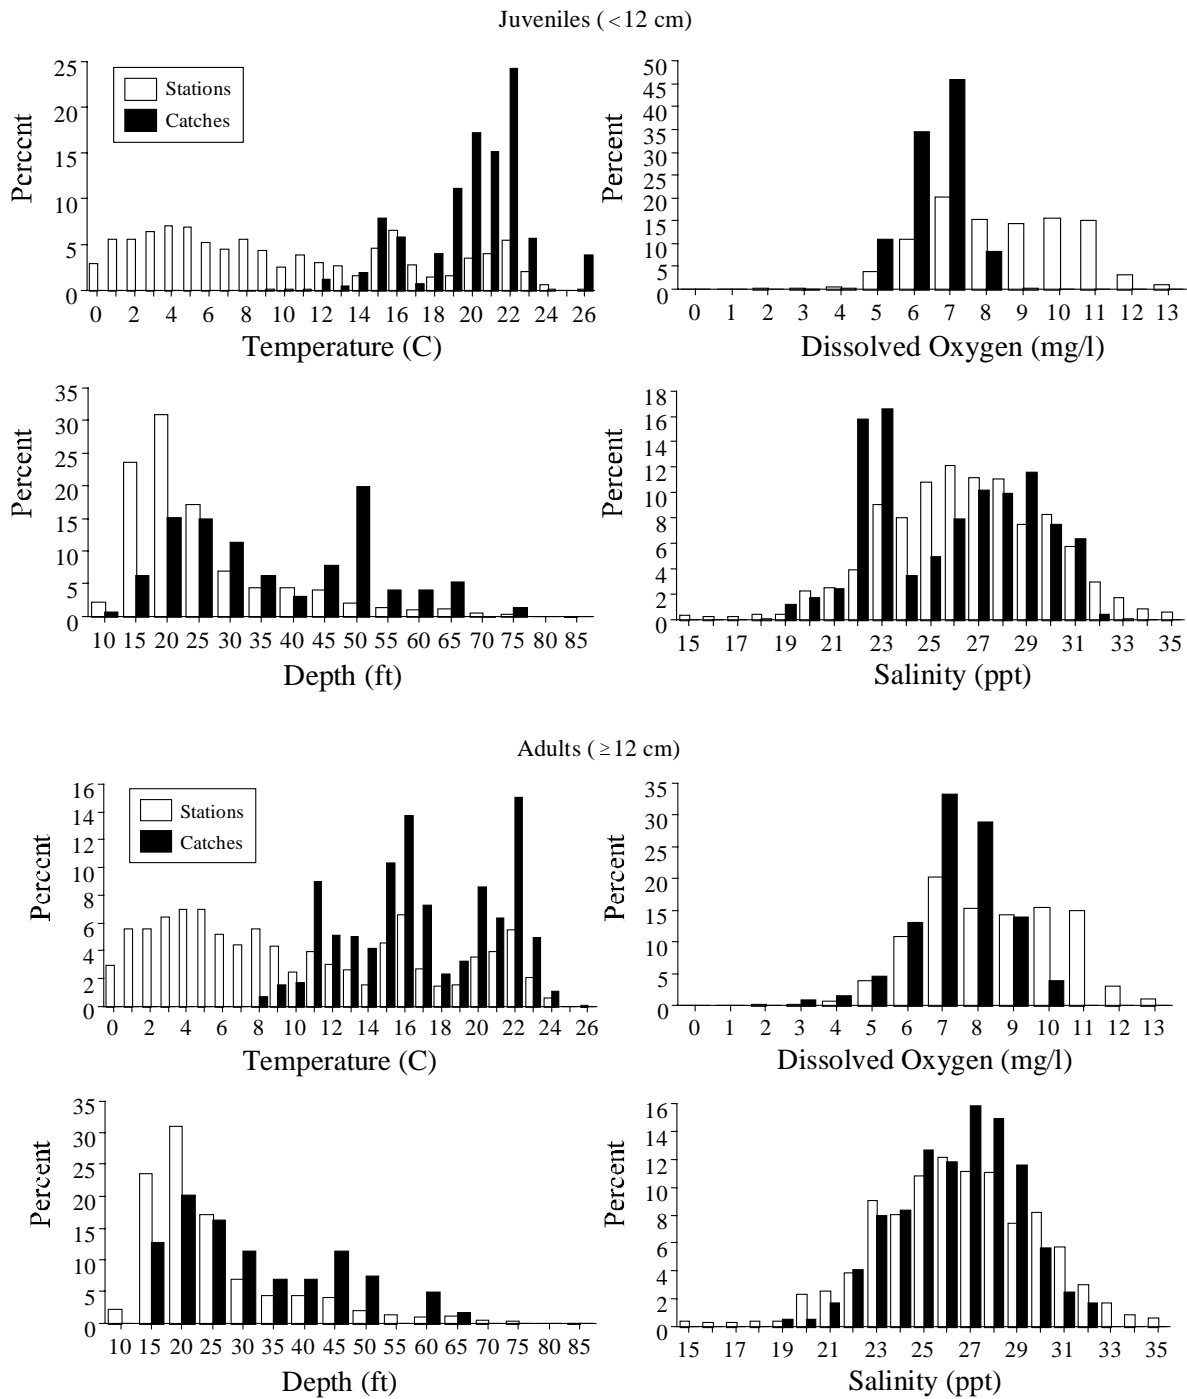 Juveniles (<12 cm)
25
20
15
10
5
0
Percent
Stations
Catches
0 2 4 6 8 10 12 14 16 18 20 22 24 26
Temperature (C)
50
45
40
35
30
25
20
15
10
5
0
Percent
0 1 2 3 4 5 6 7 8 9 10 11 12 13
Dissolved Oxygen (mg/l)
35
30
25
20
15
10
5
0
Percent
10 15 20 25 30 35 40 45 50 55 60 65 70 75 80 85
Depth (ft)
18
16
14
12
10
8
6
4
2
0
Percent
15 17 19 21 23 25 27 29 31 33 35
Salinity (ppt)
Adults (≥12 cm)
16
14
12
10
8
6
4
2
0
Percent
Stations
Catches
0 2 4 6 8 10 12 14 16 18 20 22 24 26
Temperature (C)
35
30
25
20
15
10
5
0
Percent
0 1 2 3 4 5 6 7 8 9 10 11 12 13
Dissolved Oxygen (mg/l)
35
30
25
20
15
10
5
0
Percent
10 15 20 25 30 35 40 45 50 55 60 65 70 75 80 85
Depth (ft)
16
14
12
10
8
6
4
2
0
Percent
15 17 19 21 23 25 27 29 31 33 35
Salinity (ppt)